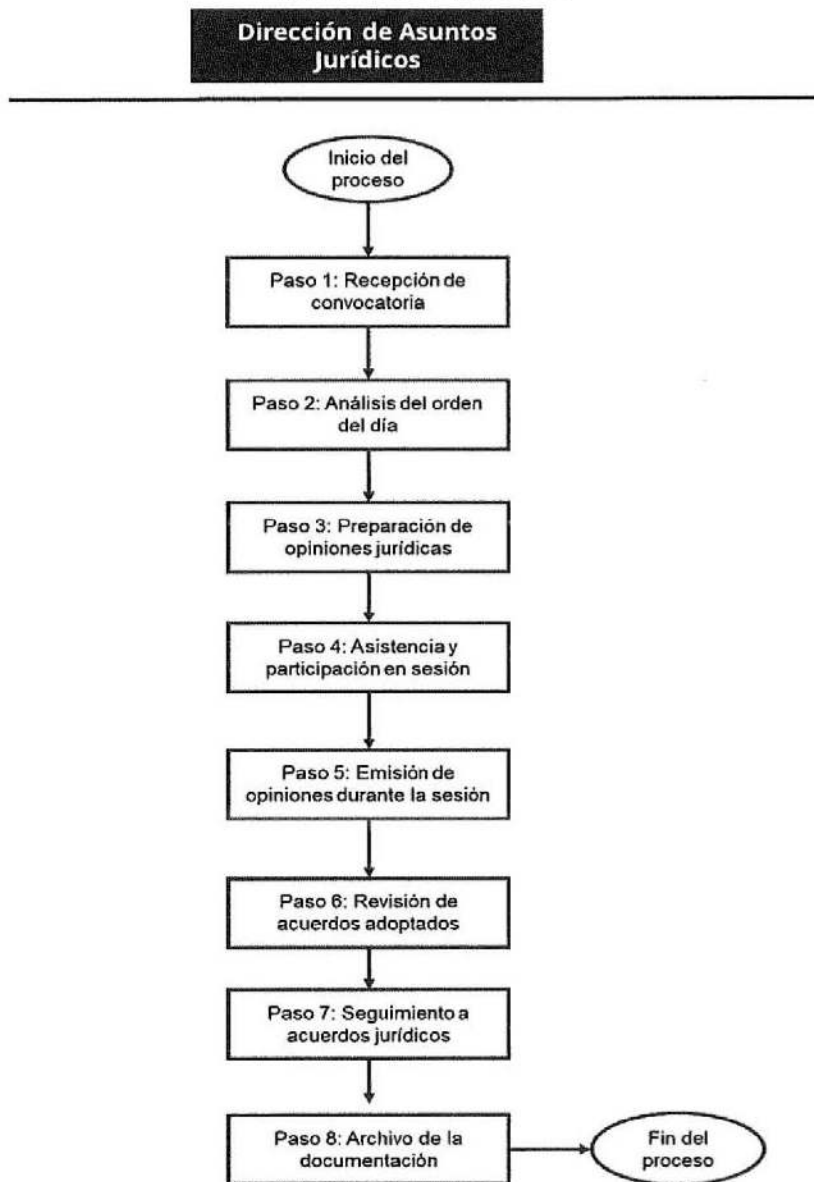 Dirección de Asuntos
Jurídicos
Inicio del
proceso
Paso 1: Recepción de
convocatoria
Paso 2: Análisis del orden
del día
Paso 3: Preparación de
opiniones jurídicas
Paso 4: Asistencia y
participación en sesión
Paso 5: Emisión de
opiniones durante la sesión
Paso 6: Revisión de
acuerdos adoptados
Paso 7: Seguimiento a
acuerdos jurídicos
Paso 8: Archivo de la
documentación
Fin del
proceso